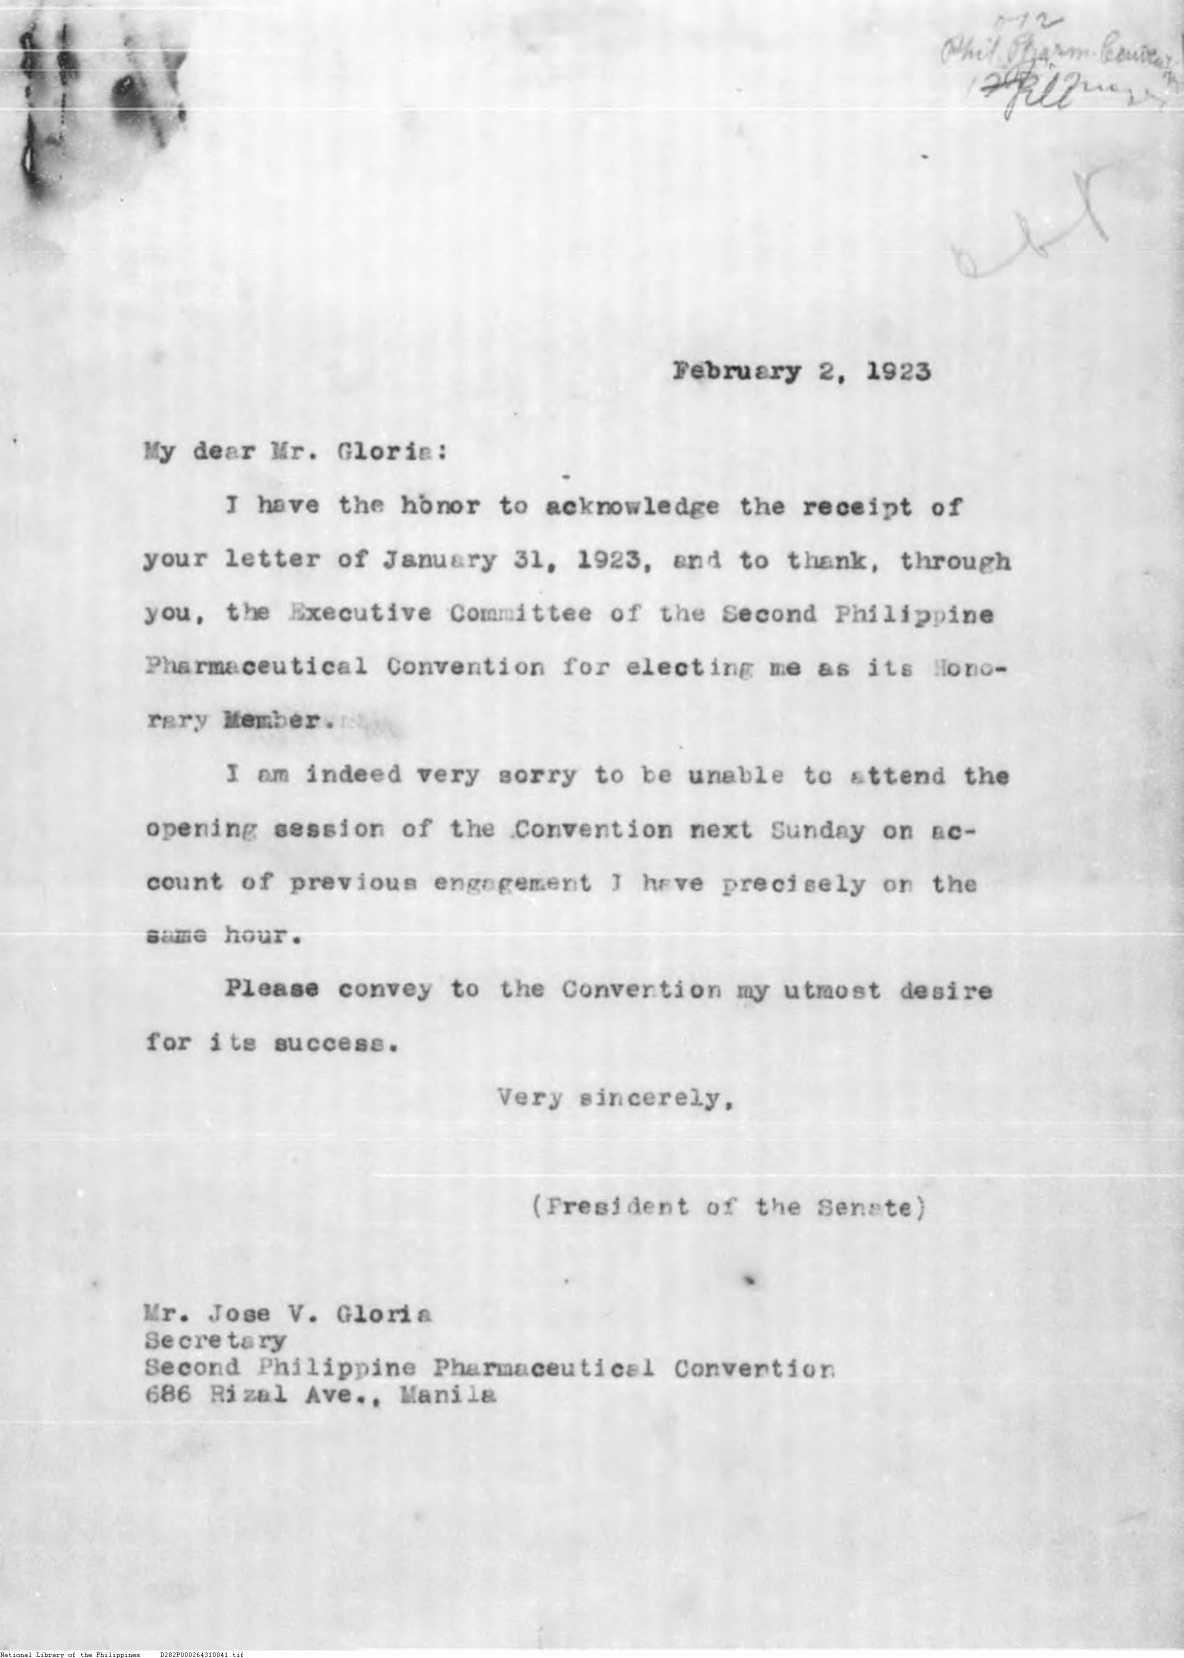 Phil. Pharm. Conven
February 2, 1923
My dear Mr. Gloria:
I have the honor to acknowledge the receipt of
your letter of January 31, 1923, and to thank, through
you, the Executive Committee of the Second Philippine
Pharmaceutical Convention for electing me as its Hono-
rary Member.
I am indeed very sorry to be unable to attend the
opening session of the Convention next Sunday on ac-
count of previous engagement I have precisely on the
same hour.
Please convey to the Convention my utmost desire
for its success.
Very sincerely,
(President of the Senate)
Mr. Jose V. Gloria
Secretary
Second Philippine Pharmaceutical Convention
686 Rizal Ave., Manila
National Library of the Philippines D282P000264310041.tif